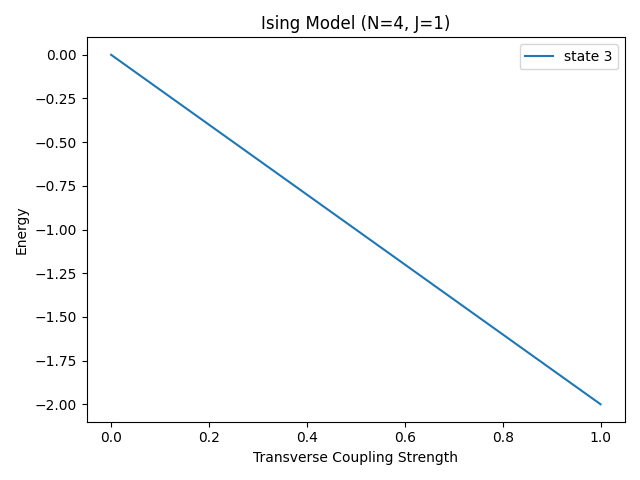 Ising Model (N=4, J=1)
state 3
0.00
−0.25
−0.50
−0.75
−1.00
−1.25
−1.50
−1.75
−2.00
Energy
0.0 0.2 0.4 0.6 0.8 1.0
Transverse Coupling Strength